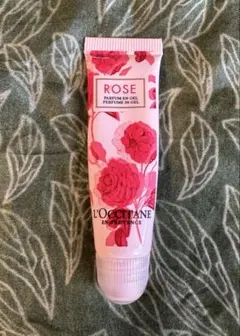 ROSE
PARFUM EN GEL
PERFUME IN GEL
L'OCCITANE
EN PROVENCE